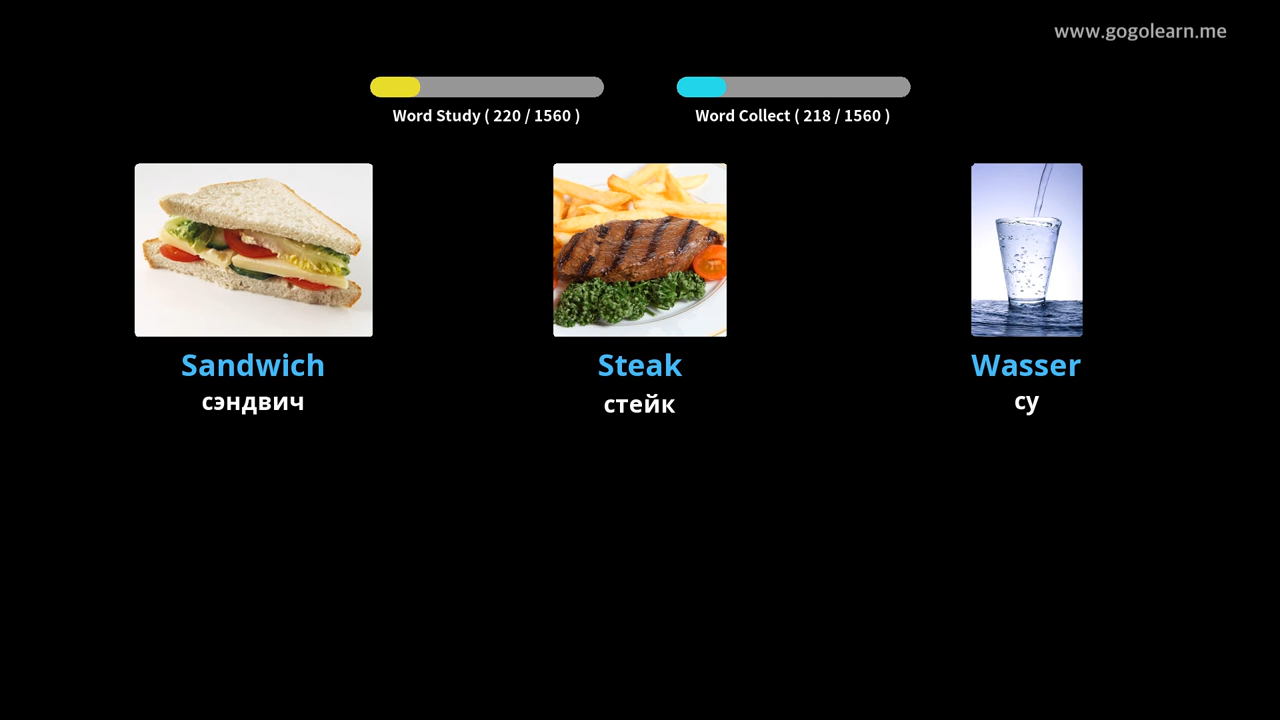 www.gogolearn.me
Word Study ( 220 / 1560 )
Word Collect ( 218 / 1560 )
Sandwich
сэндвич
Steak
стейк
Wasser
су